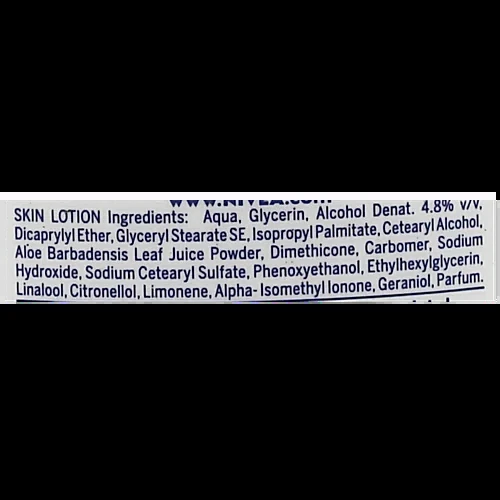 www.NIVEA.com
SKIN LOTION Ingredients: Aqua, Glycerin, Alcohol Denat. 4.8% v/v,
Dicaprylyl Ether, Glyceryl Stearate SE, Isopropyl Palmitate, Cetearyl Alcohol,
Aloe Barbadensis Leaf Juice Powder, Dimethicone, Carbomer, Sodium
Hydroxide, Sodium Cetearyl Sulfate, Phenoxyethanol, Ethylhexylglycerin,
Linalool, Citronellol, Limonene, Alpha-Isomethyl Ionone, Geraniol, Parfum.